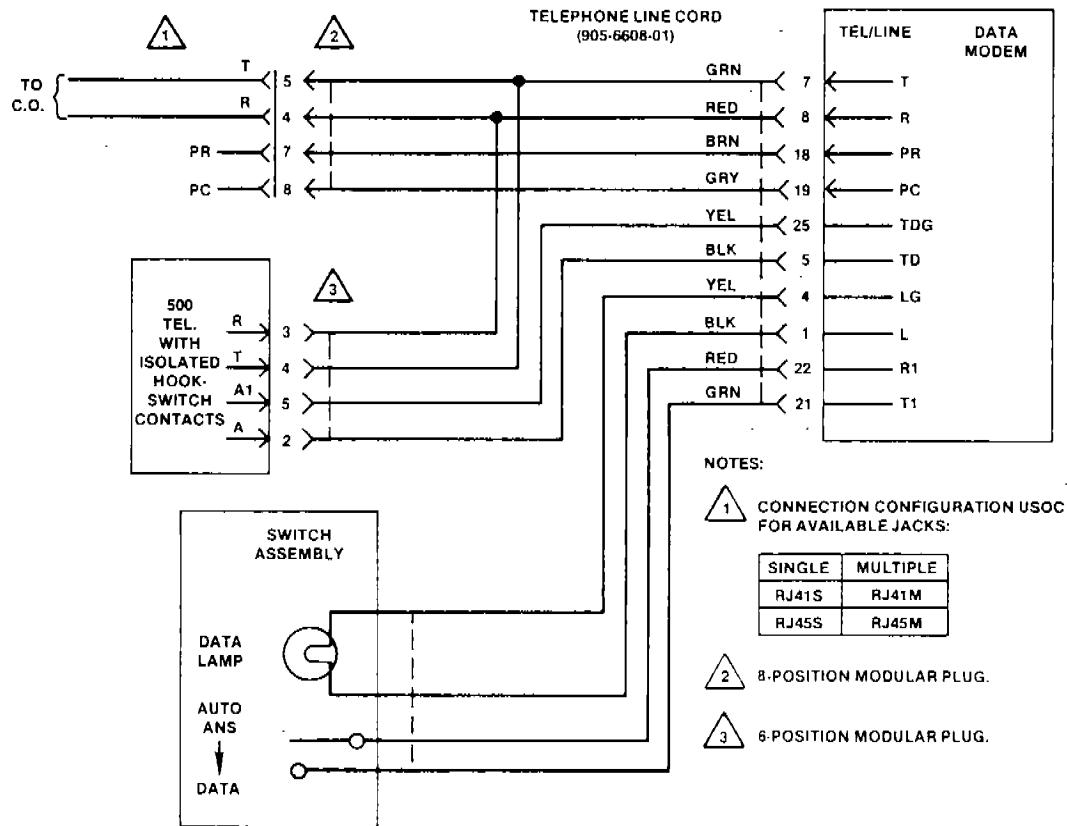 TELEPHONE LINE CORD
(905-6608-01)
1
2
TO
C.O.
T
5
R
4
PR
7
PC
8
GRN
7
RED
8
BRN
18
GRY
19
YEL
25
BLK
5
YEL
4
BLK
1
RED
22
GRN
21
TEL/LINE
DATA
MODEM
T
R
PR
PC
TDG
TD
LG
L
R1
T1
3
500
TEL.
WITH
ISOLATED
HOOK-
SWITCH
CONTACTS
R
3
T
4
A1
5
A
2
SWITCH
ASSEMBLY
DATA
LAMP
AUTO
ANS
DATA
NOTES:
1
CONNECTION CONFIGURATION USOC
FOR AVAILABLE JACKS:
SINGLE MULTIPLE
RJ41S RJ41M
RJ45S RJ45M
2
8-POSITION MODULAR PLUG.
3
6-POSITION MODULAR PLUG.